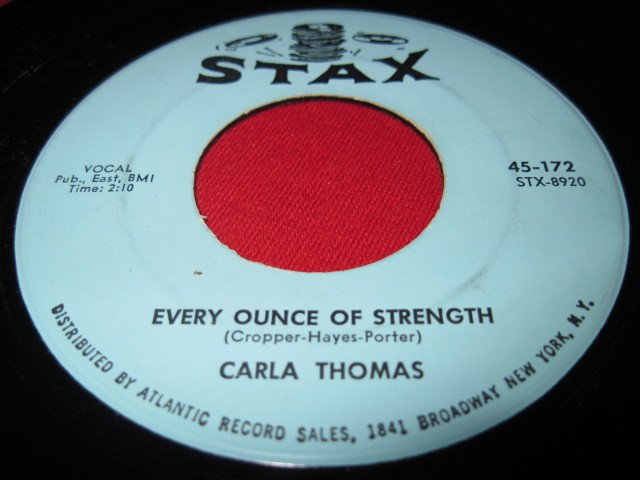 STAX
VOCAL
Pub., East, BMI
Time: 2:10
45-172
STX-8920
EVERY OUNCE OF STRENGTH
(Cropper-Hayes-Porter)
CARLA THOMAS
DISTRIBUTED BY ATLANTIC RECORD SALES, 1841 BROADWAY NEW YORK, N.Y.